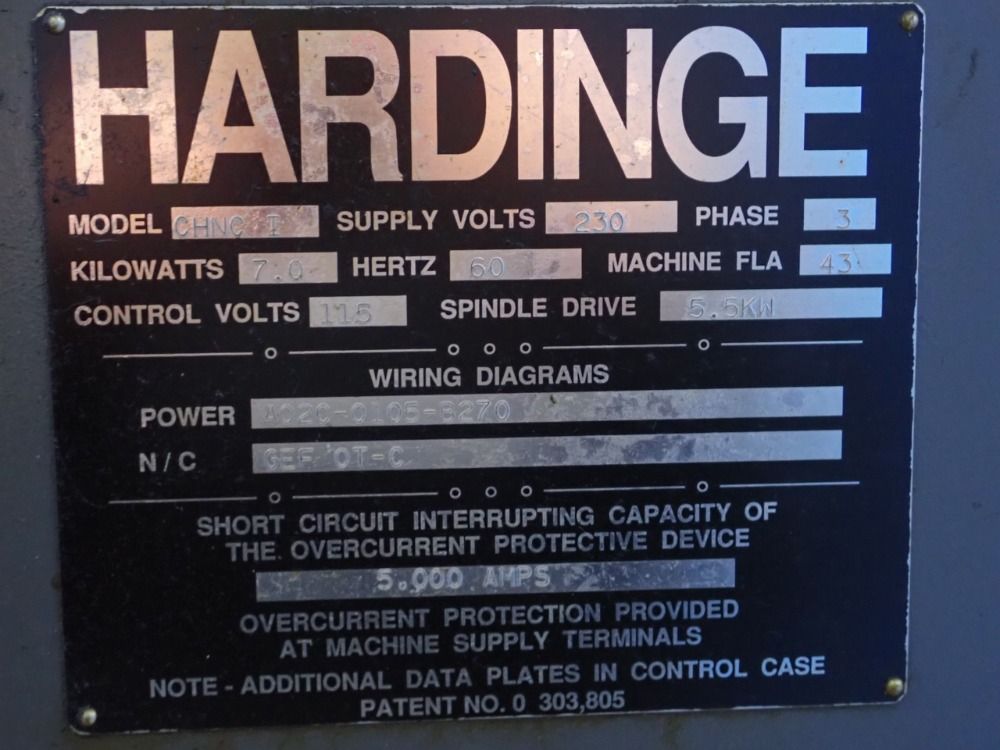 HARDINGE
MODEL CHNC I SUPPLY VOLTS 230 PHASE 3
KILOWATTS 7.0 HERTZ 60 MACHINE FLA 43
CONTROL VOLTS 115 SPINDLE DRIVE 5.5KW
WIRING DIAGRAMS
POWER A02C-0105-B270
N/C GEF OT-C
SHORT CIRCUIT INTERRUPTING CAPACITY OF
THE OVERCURRENT PROTECTIVE DEVICE
5.000 AMPS
OVERCURRENT PROTECTION PROVIDED
AT MACHINE SUPPLY TERMINALS
NOTE - ADDITIONAL DATA PLATES IN CONTROL CASE
PATENT NO. 0 303,805